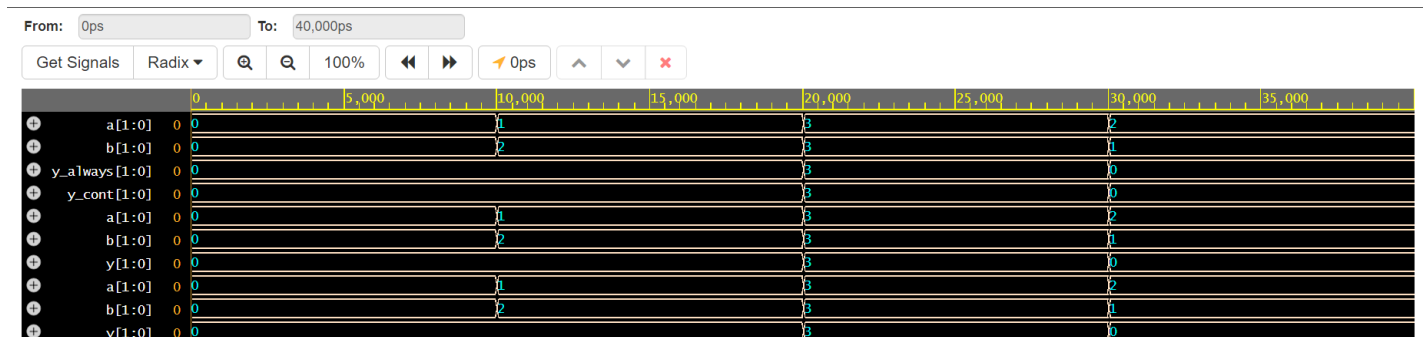 From: 0ps To: 40,000ps
Get Signals Radix 100% 0ps
0 5,000 10,000 15,000 20,000 25,000 30,000 35,000
a[1:0] 0 0 1 3 2
b[1:0] 0 0 2 3 1
y_always[1:0] 0 0 3 0
y_cont[1:0] 0 0 3 0
a[1:0] 0 0 1 3 2
b[1:0] 0 0 2 3 1
y[1:0] 0 0 3 0
a[1:0] 0 0 1 3 2
b[1:0] 0 0 2 3 1
y[1:0] 0 0 3 0